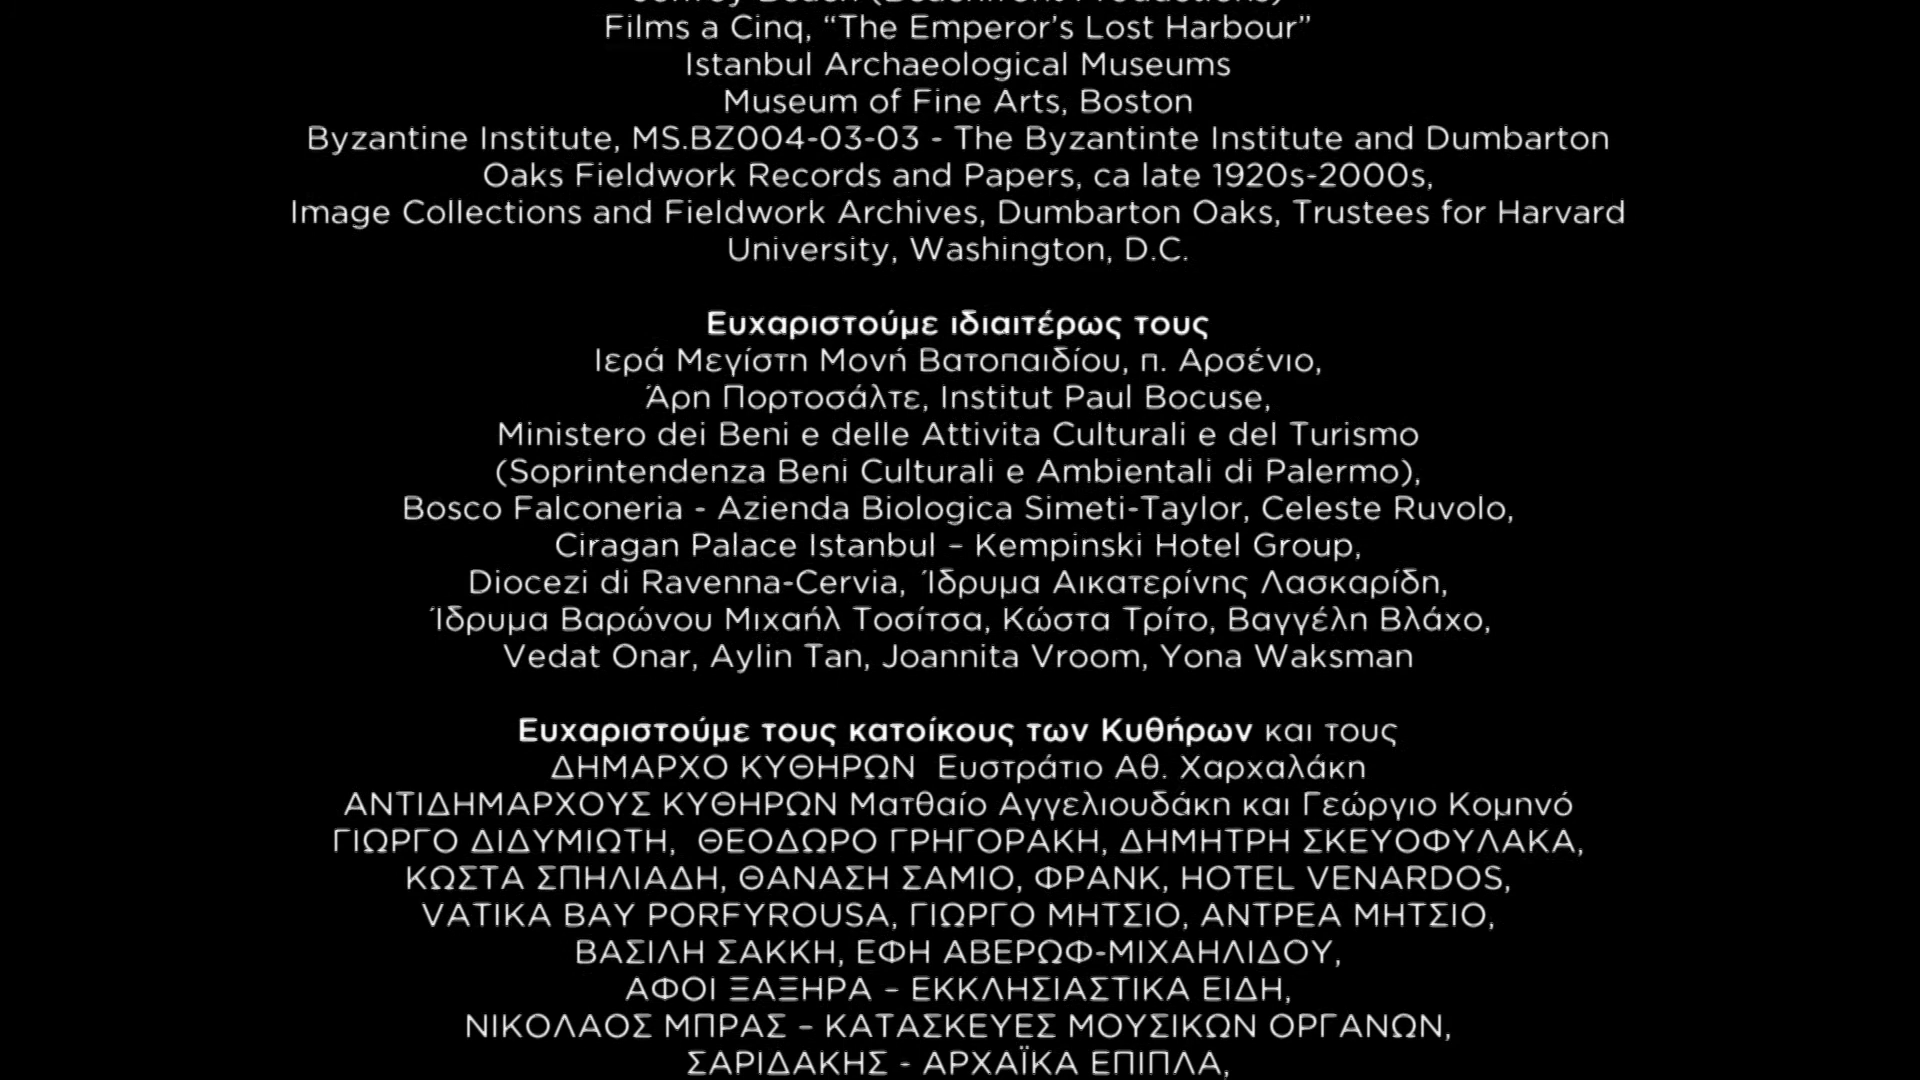 Films a Cinq, “The Emperor’s Lost Harbour”
Istanbul Archaeological Museums
Museum of Fine Arts, Boston
Byzantine Institute, MS.BZ004-03-03 - The Byzantinte Institute and Dumbarton
Oaks Fieldwork Records and Papers, ca late 1920s-2000s,
Image Collections and Fieldwork Archives, Dumbarton Oaks, Trustees for Harvard
University, Washington, D.C.
Ευχαριστούμε ιδιαιτέρως τους
Ιερά Μεγίστη Μονή Βατοπαιδίου, π. Αρσένιο,
Άρη Πορτοσάλτε, Institut Paul Bocuse,
Ministero dei Beni e delle Attivita Culturali e del Turismo
(Soprintendenza Beni Culturali e Ambientali di Palermo),
Bosco Falconeria - Azienda Biologica Simeti-Taylor, Celeste Ruvolo,
Ciragan Palace Istanbul – Kempinski Hotel Group,
Diocezi di Ravenna-Cervia, Ίδρυμα Αικατερίνης Λασκαρίδη,
Ίδρυμα Βαρώνου Μιχαήλ Τοσίτσα, Κώστα Τρίτο, Βαγγέλη Βλάχο,
Vedat Onar, Aylin Tan, Joannita Vroom, Yona Waksman
Ευχαριστούμε τους κατοίκους των Κυθήρων και τους
ΔΗΜΑΡΧΟ ΚΥΘΗΡΩΝ Ευστράτιο Αθ. Χαρχαλάκη
ΑΝΤΙΔΗΜΑΡΧΟΥΣ ΚΥΘΗΡΩΝ Ματθαίο Αγγελιουδάκη και Γεώργιο Κομηνό
ΓΙΩΡΓΟ ΔΙΔΥΜΙΩΤΗ, ΘΕΟΔΩΡΟ ΓΡΗΓΟΡΑΚΗ, ΔΗΜΗΤΡΗ ΣΚΕΥΟΦΥΛΑΚΑ,
ΚΩΣΤΑ ΣΠΗΛΙΑΔΗ, ΘΑΝΑΣΗ ΣΑΜΙΟ, ΦΡΑΝΚ, HOTEL VENARDOS,
VATIKA BAY PORFYROUSA, ΓΙΩΡΓΟ ΜΗΤΣΙΟ, ΑΝΤΡΕΑ ΜΗΤΣΙΟ,
ΒΑΣΙΛΗ ΣΑΚΚΗ, ΕΦΗ ΑΒΕΡΩΦ-ΜΙΧΑΗΛΙΔΟΥ,
ΑΦΟΙ ΞΑΞΗΡΑ – ΕΚΚΛΗΣΙΑΣΤΙΚΑ ΕΙΔΗ,
ΝΙΚΟΛΑΟΣ ΜΠΡΑΣ – ΚΑΤΑΣΚΕΥΕΣ ΜΟΥΣΙΚΩΝ ΟΡΓΑΝΩΝ,
ΣΑΡΙΔΑΚΗΣ - ΑΡΧΑΪΚΑ ΕΠΙΠΛΑ,